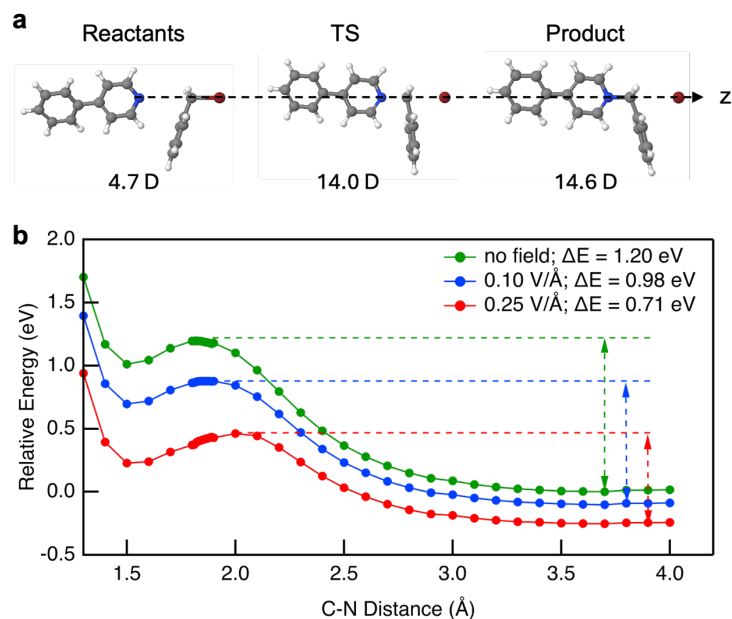 a
Reactants TS Product
z
4.7 D 14.0 D 14.6 D
b
2.0
1.5
1.0
0.5
0.0
-0.5
Relative Energy (eV)
no field; ΔE = 1.20 eV
0.10 V/Å; ΔE = 0.98 eV
0.25 V/Å; ΔE = 0.71 eV
1.5 2.0 2.5 3.0 3.5 4.0
C-N Distance (Å)